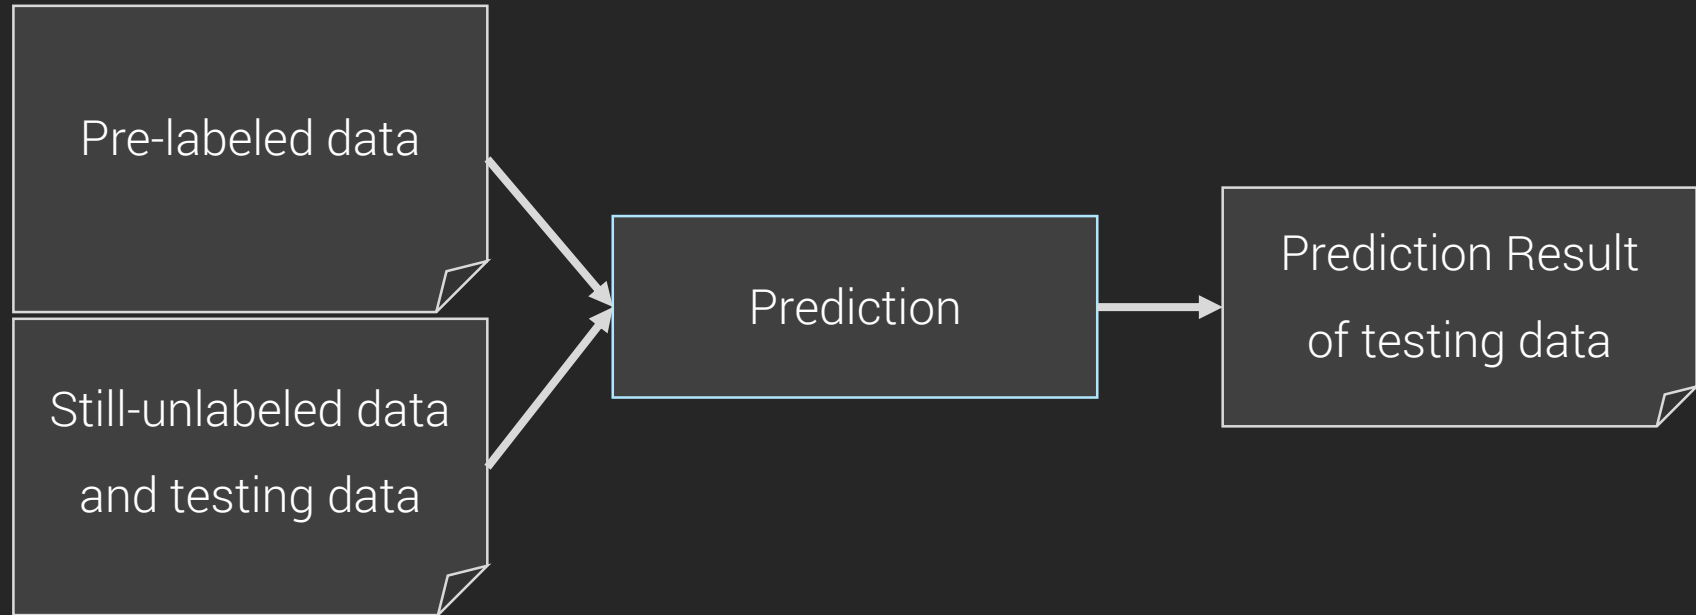 Pre-labeled data
Still-unlabeled data
and testing data
Prediction
Prediction Result
of testing data